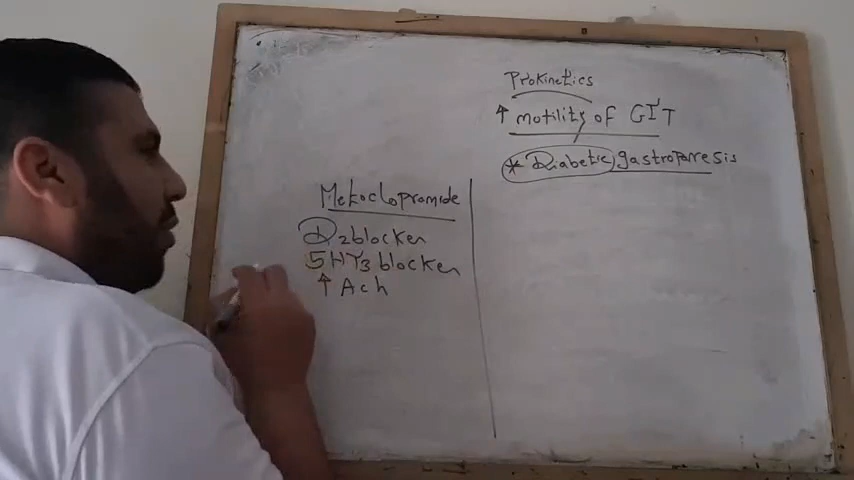 Prokinetics
↑ motility of GIT
* Diabetic gastroparesis
Metoclopramide
D2 blocker
5HT3 blocker
↑ Ach